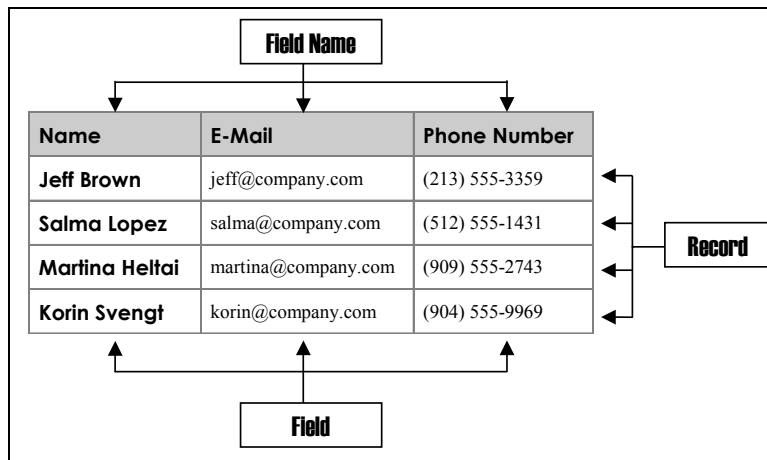 Field Name
Name E-Mail Phone Number
Jeff Brown jeff@company.com (213) 555-3359
Salma Lopez salma@company.com (512) 555-1431
Record
Martina Heltai martina@company.com (909) 555-2743
Korin Svengt korin@company.com (904) 555-9969
Field